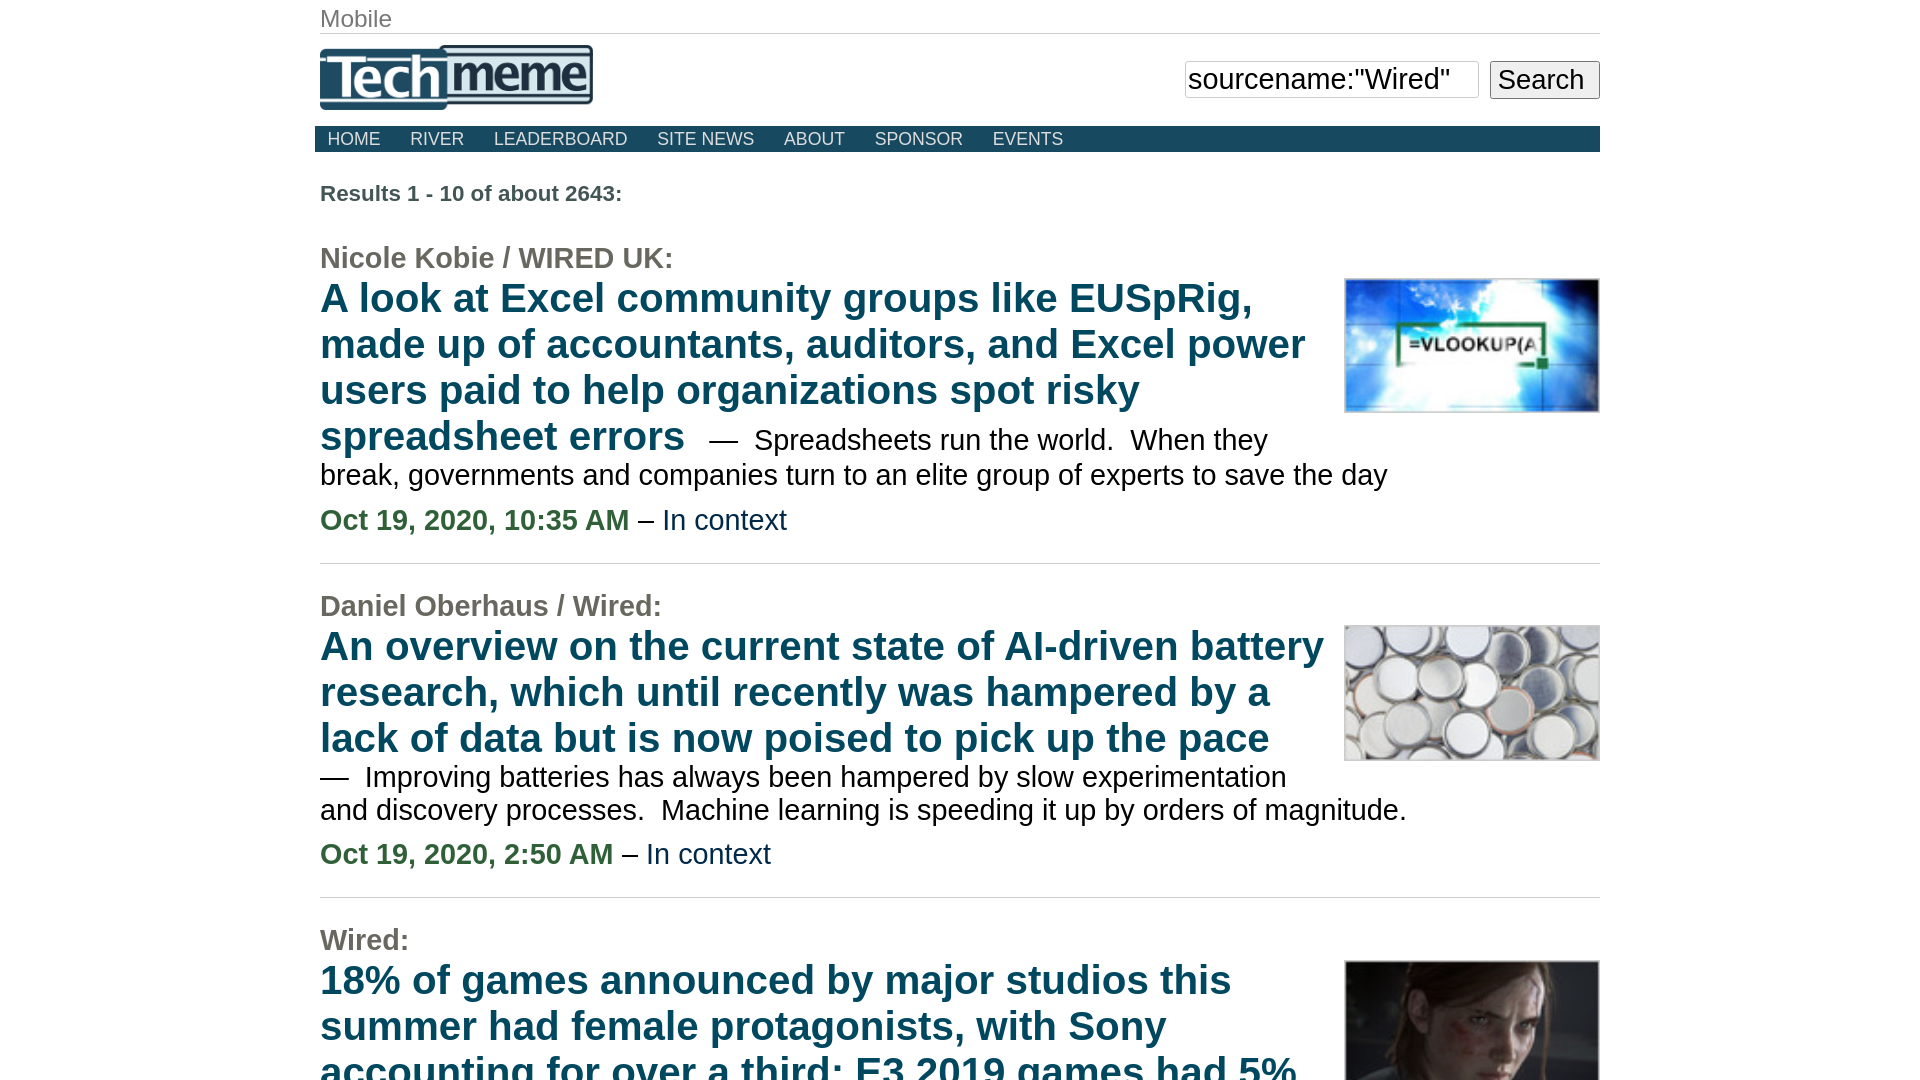 Mobile
Tech meme
sourcename:"Wired" Search
HOME RIVER LEADERBOARD SITE NEWS ABOUT SPONSOR EVENTS
Results 1 - 10 of about 2643:
Nicole Kobie / WIRED UK:
A look at Excel community groups like EUSpRig,
made up of accountants, auditors, and Excel power
users paid to help organizations spot risky
spreadsheet errors — Spreadsheets run the world. When they
break, governments and companies turn to an elite group of experts to save the day
=VLOOKUP(A
Oct 19, 2020, 10:35 AM – In context
Daniel Oberhaus / Wired:
An overview on the current state of AI-driven battery
research, which until recently was hampered by a
lack of data but is now poised to pick up the pace
— Improving batteries has always been hampered by slow experimentation
and discovery processes. Machine learning is speeding it up by orders of magnitude.
Oct 19, 2020, 2:50 AM – In context
Wired:
18% of games announced by major studios this
summer had female protagonists, with Sony
accounting for over a third; E3 2019 games had 5%